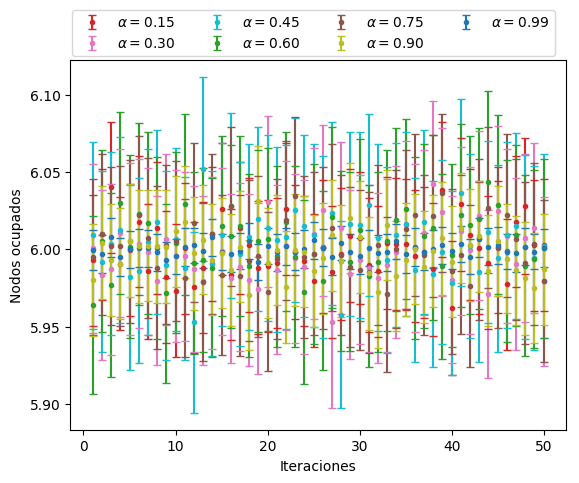 α = 0.15 α = 0.45 α = 0.75 α = 0.99
α = 0.30 α = 0.60 α = 0.90
6.10
6.05
6.00
5.95
5.90
Nodos ocupados
0 10 20 30 40 50
Iteraciones